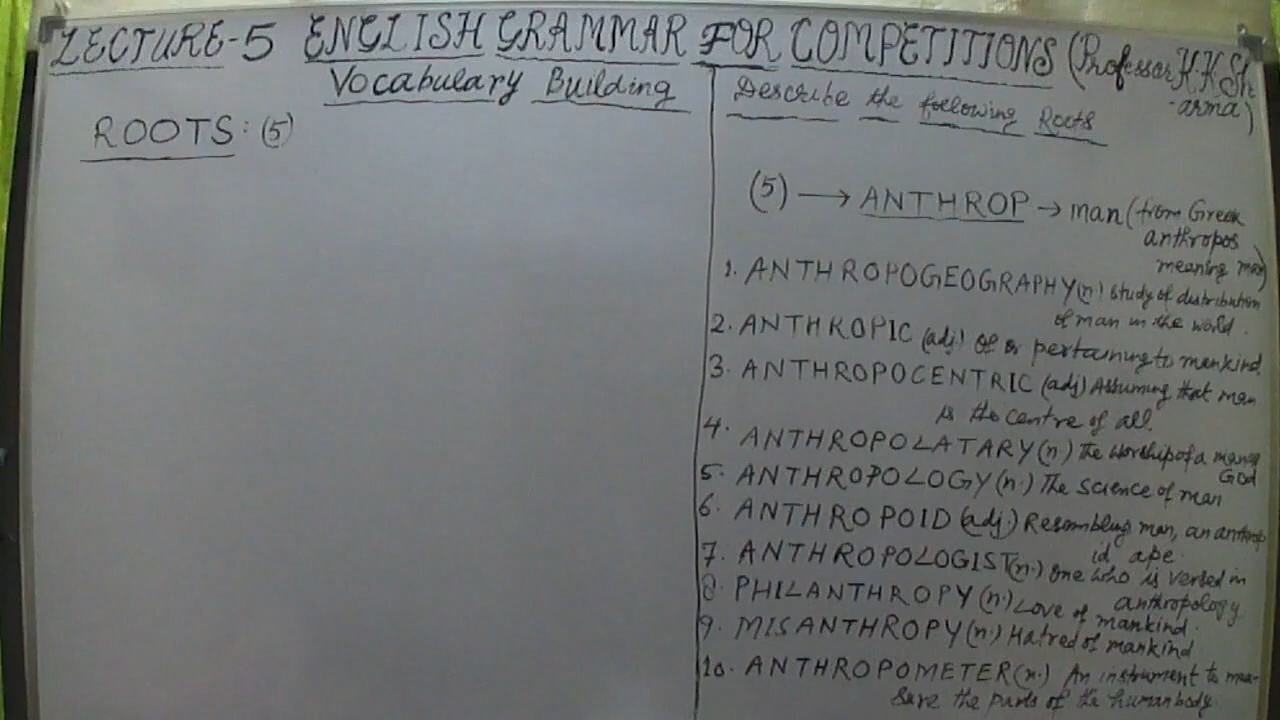 LECTURE-5 ENGLISH GRAMMAR FOR COMPETITIONS (Professor K.K.Sh
-arma)
Vocabulary Building
ROOTS: (5)
Describe the following Roots
(5) → ANTHROP → man (from Greek
anthropos
meaning man)
1. ANTHROPOGEOGRAPHY (n) study of distribution
of man in the world.
2. ANTHROPIC (adj) of or pertaining to mankind.
3. ANTHROPOCENTRIC (adj) Assuming that man
is the centre of all.
4. ANTHROPOLATARY (n) The worship of a man as
God
5. ANTHROPOLOGY (n.) The science of man
6. ANTHROPOID (adj.) Resembling man, an anthropo
id ape.
7. ANTHROPOLOGIST (n.) One who is versed in
anthropology
8. PHILANTHROPY (n.) Love of mankind.
9. MISANTHROPY (n.) Hatred of mankind
10. ANTHROPOMETER (n.) An instrument to mea-
sure the parts of the human body.